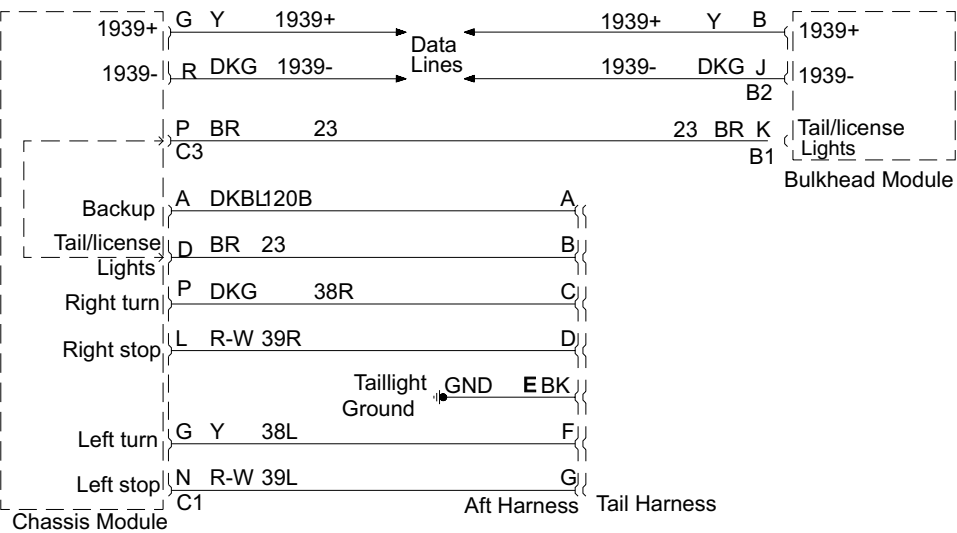 1939+ G Y 1939+ 1939+ Y B 1939+
Data
Lines
1939- R DKG 1939- 1939- DKG J 1939-
B2
P BR 23 23 BR K Tail/license
Lights
C3 B1
Bulkhead Module
Backup A DKBL 120B A
Tail/license D BR 23 B
Lights
Right turn P DKG 38R C
Right stop L R-W 39R D
Taillight GND E BK
Ground
Left turn G Y 38L F
Left stop N R-W 39L G
C1 Aft Harness Tail Harness
Chassis Module